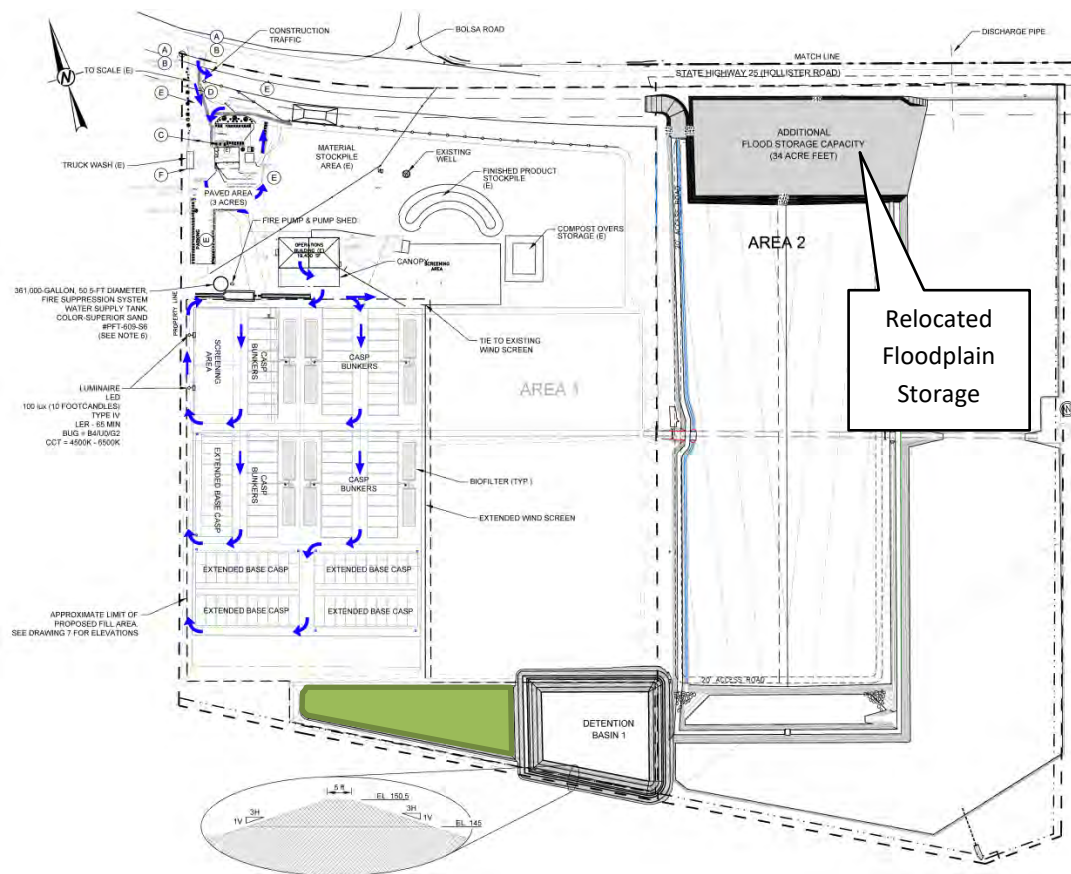 A
B
CONSTRUCTION
TRAFFIC
BOLSA ROAD
DISCHARGE PIPE
MATCH LINE
STATE HIGHWAY 25 (HOLLISTER ROAD)
A
B
N
TO SCALE (E)
E
D
E
C
TRUCK WASH (E)
F
E
PAVED AREA
(3 ACRES)
MATERIAL
STOCKPILE
AREA (E)
EXISTING
WELL
FINISHED PRODUCT
STOCKPILE
(E)
ADDITIONAL
FLOOD STORAGE CAPACITY
(34 ACRE FEET)
20' ACCESS ROAD
AREA 2
PARKING
E
FIRE PUMP & PUMP SHED
OPERATIONS
BUILDING (E)
CANOPY
SCREENING
AREA
COMPOST OVERS
STORAGE (E)
361,000-GALLON, 50.5-FT DIAMETER,
FIRE SUPPRESSION SYSTEM
WATER SUPPLY TANK,
COLOR-SUPERIOR SAND
#PFT-609-S6
(SEE NOTE 6)
PROPERTY LINE
Relocated
Floodplain
Storage
TIE TO EXISTING
WIND SCREEN
SCREENING
AREA
CASP
BUNKERS
CASP
BUNKERS
AREA 1
LUMINAIRE
LED
100 lux (10 FOOTCANDLES)
TYPE IV
LER - 65 MIN
BUG = B4/U0/G2
CCT = 4500K - 6500K
EXTENDED BASE CASP
CASP
BUNKERS
CASP
BUNKERS
BIOFILTER (TYP.)
EXTENDED WIND SCREEN
EXTENDED BASE CASP
EXTENDED BASE CASP
EXTENDED BASE CASP
EXTENDED BASE CASP
APPROXIMATE LIMIT OF
PROPOSED FILL AREA.
SEE DRAWING 7 FOR ELEVATIONS
20' ACCESS ROAD
DETENTION
BASIN 1
5 ft
EL. 150.5
3H
1V
3H
1V
EL. 145